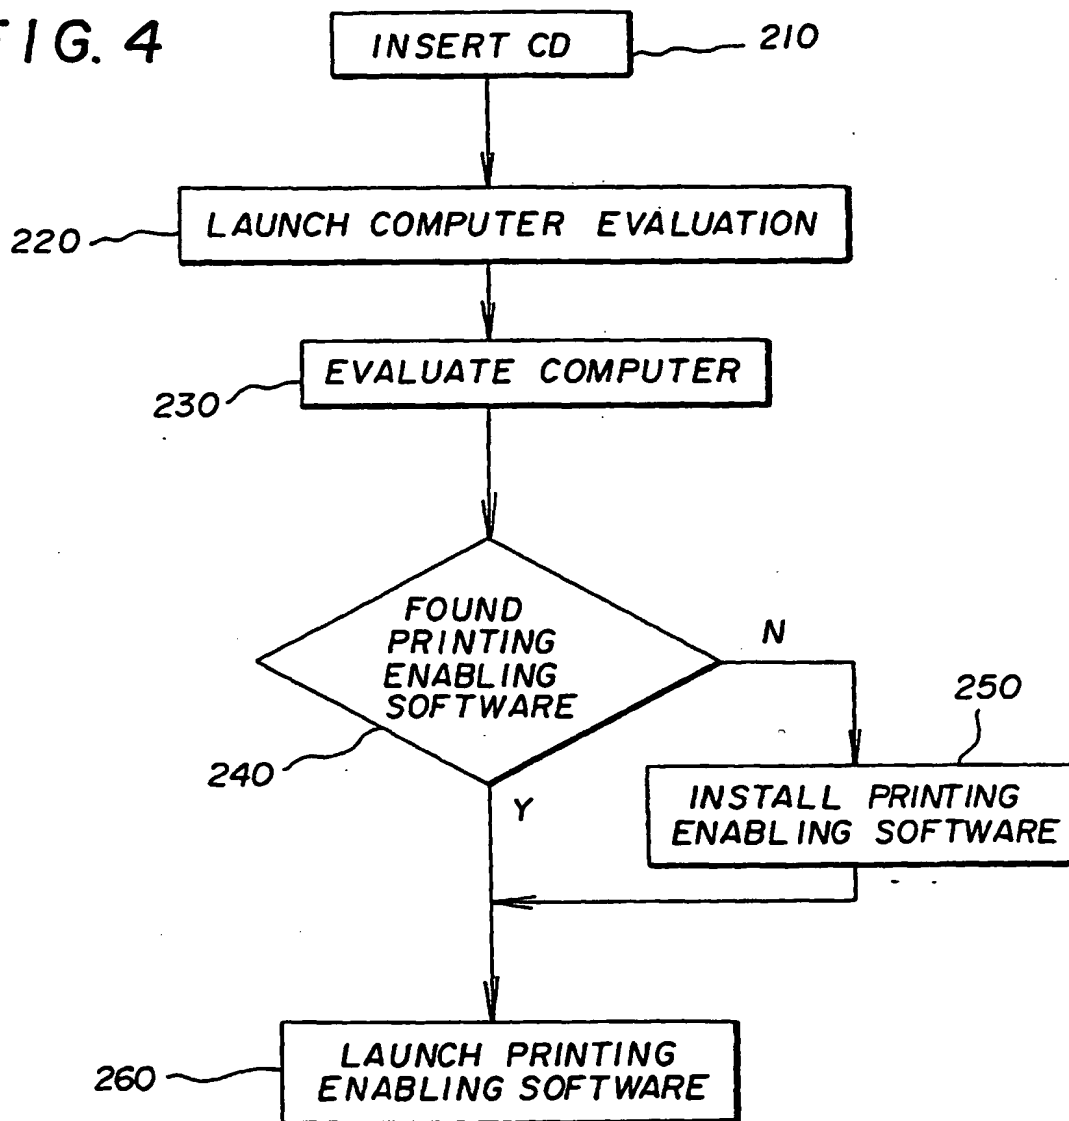 FIG. 4
INSERT CD
210
LAUNCH COMPUTER EVALUATION
220
EVALUATE COMPUTER
230
FOUND
PRINTING
ENABLING
SOFTWARE
N
240
Y
250
INSTALL PRINTING
ENABLING SOFTWARE
LAUNCH PRINTING
ENABLING SOFTWARE
260